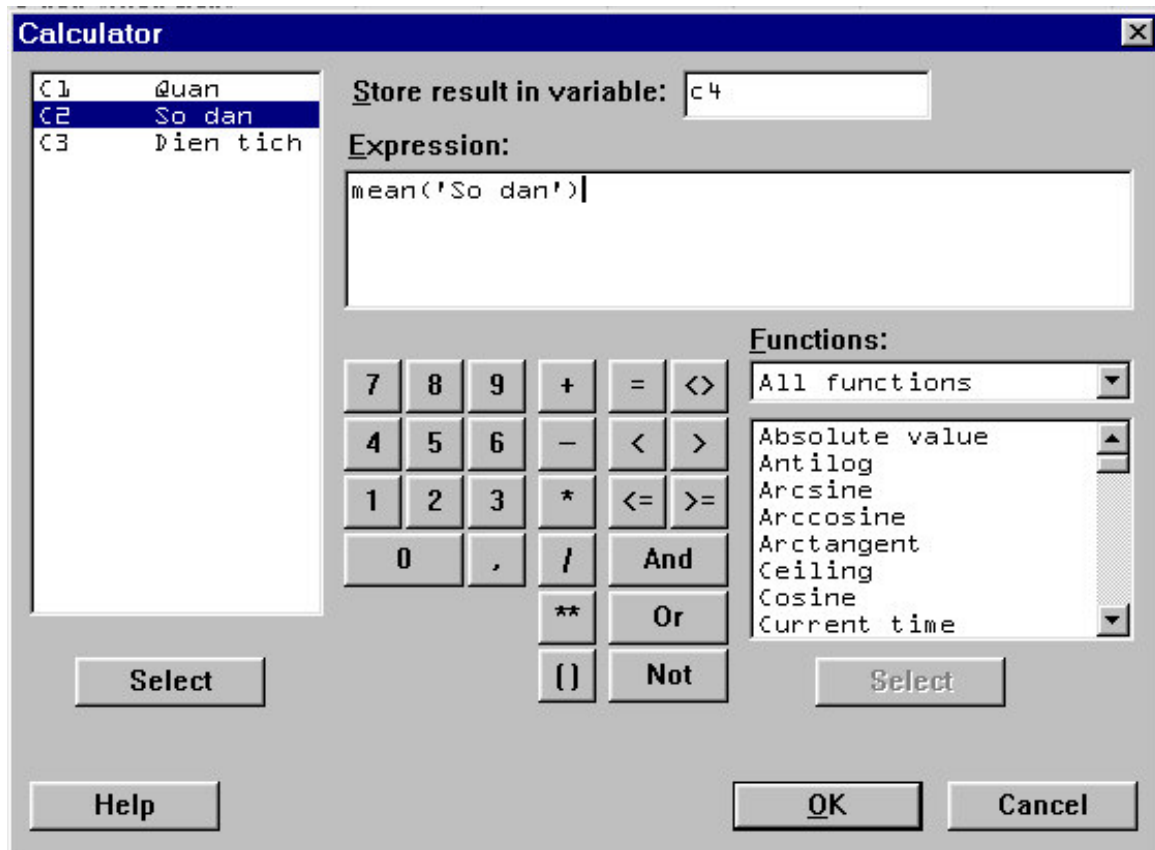 Calculator
C1 Quan
C2 So dan
C3 Dien tich
Store result in variable: c4
Expression:
mean('So dan')
Functions:
All functions
7 8 9 + = <>
4 5 6 – < >
1 2 3 * <= >=
0 , / And
** Or
() Not
Absolute value
Antilog
Arcsine
Arccosine
Arctangent
Ceiling
Cosine
Current time
Select
Select
Help
OK
Cancel